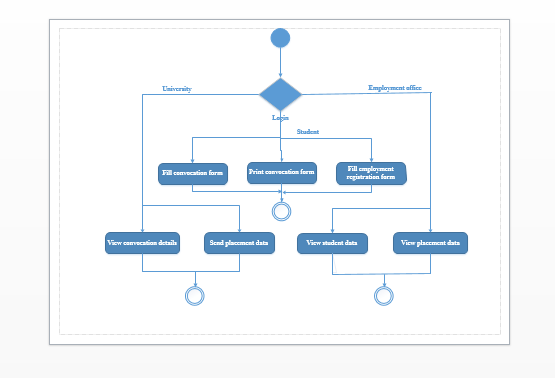 University
Employment office
Login
Student
Fill convocation form
Print convocation form
Fill employment
registration form
View convocation details
Send placement data
View student data
View placement data